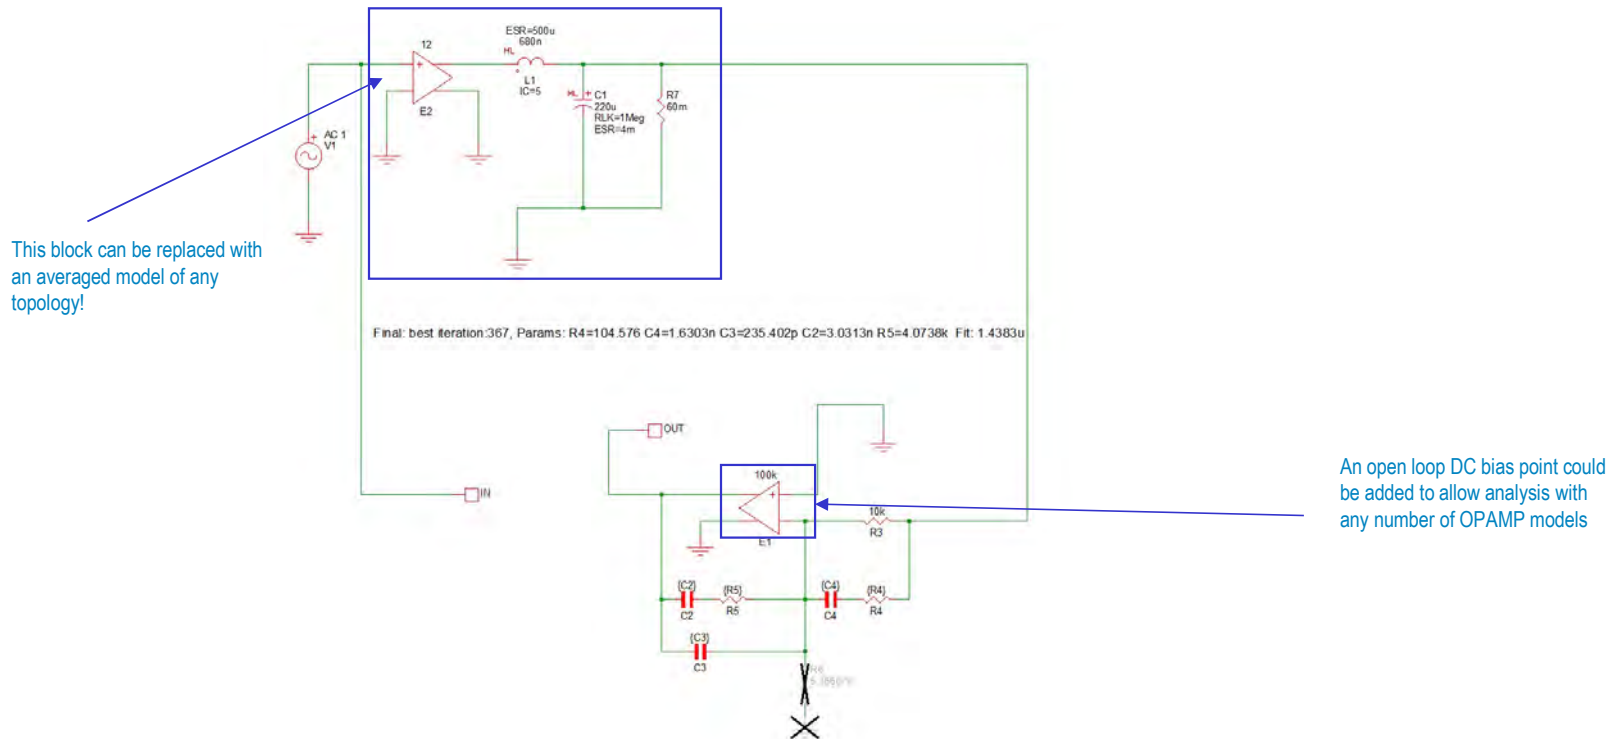 ESR=500u
680n
HL
12
L1
IC=5
E2
HL
C1
220u
RLK=1Meg
ESR=4m
R7
60m
AC 1
V1
This block can be replaced with
an averaged model of any
topology!
Final: best iteration:367, Params: R4=104.576 C4=1.6303n C3=235.402p C2=3.0313n R5=4.0738k Fit: 1.4383u
OUT
IN
100k
E1
10k
R3
An open loop DC bias point could
be added to allow analysis with
any number of OPAMP models
{C2}
C2
{R5}
R5
{C4}
C4
{R4}
R4
{C3}
C3
R6